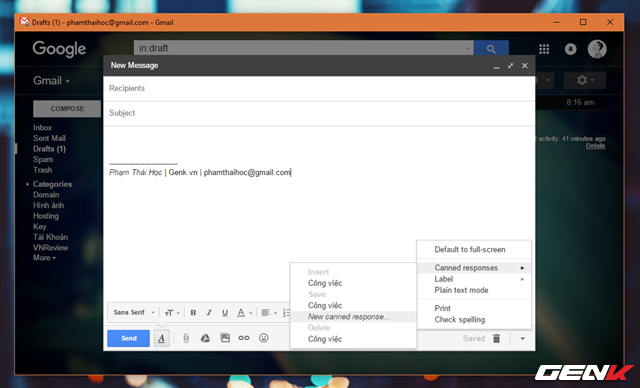 Drafts (1) - phamthaihoc@gmail.com - Gmail
Google
in:draft
Gmail
8:16 am
COMPOSE
Inbox
Sent Mail
Drafts (1)
Spam
Trash
Categories
Domain
Hình ảnh
Hosting
Key
Tài Khoản
VNReview
More
activity: 41 minutes ago
Details
New Message
Recipients
Subject
----------------------------
Phạm Thái Học | Genk.vn | phamthaihoc@gmail.com
Default to full-screen
Canned responses
Label
Plain text mode
Print
Check spelling
Insert
Công việc
Save
Công việc
New canned response...
Delete
Công việc
Sans Serif
тT B I U A
Send A
Saved
GENK